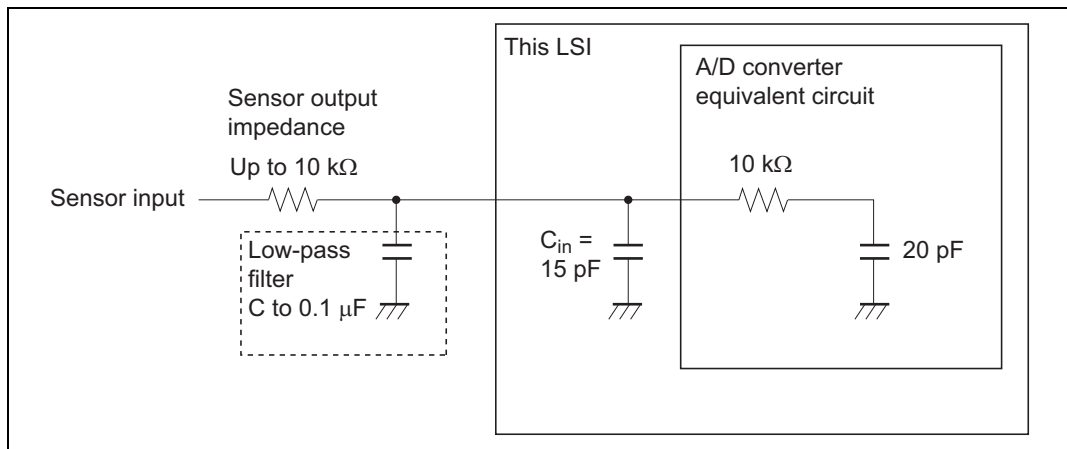 This LSI
A/D converter
equivalent circuit
Sensor output
impedance
Up to 10 kΩ
10 kΩ
Sensor input
Low-pass
filter
C to 0.1 μF
Cin =
15 pF
20 pF